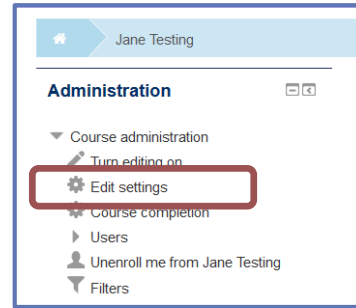 Jane Testing
Administration
Course administration
Turn editing on
Edit settings
Course completion
Users
Unenroll me from Jane Testing
Filters